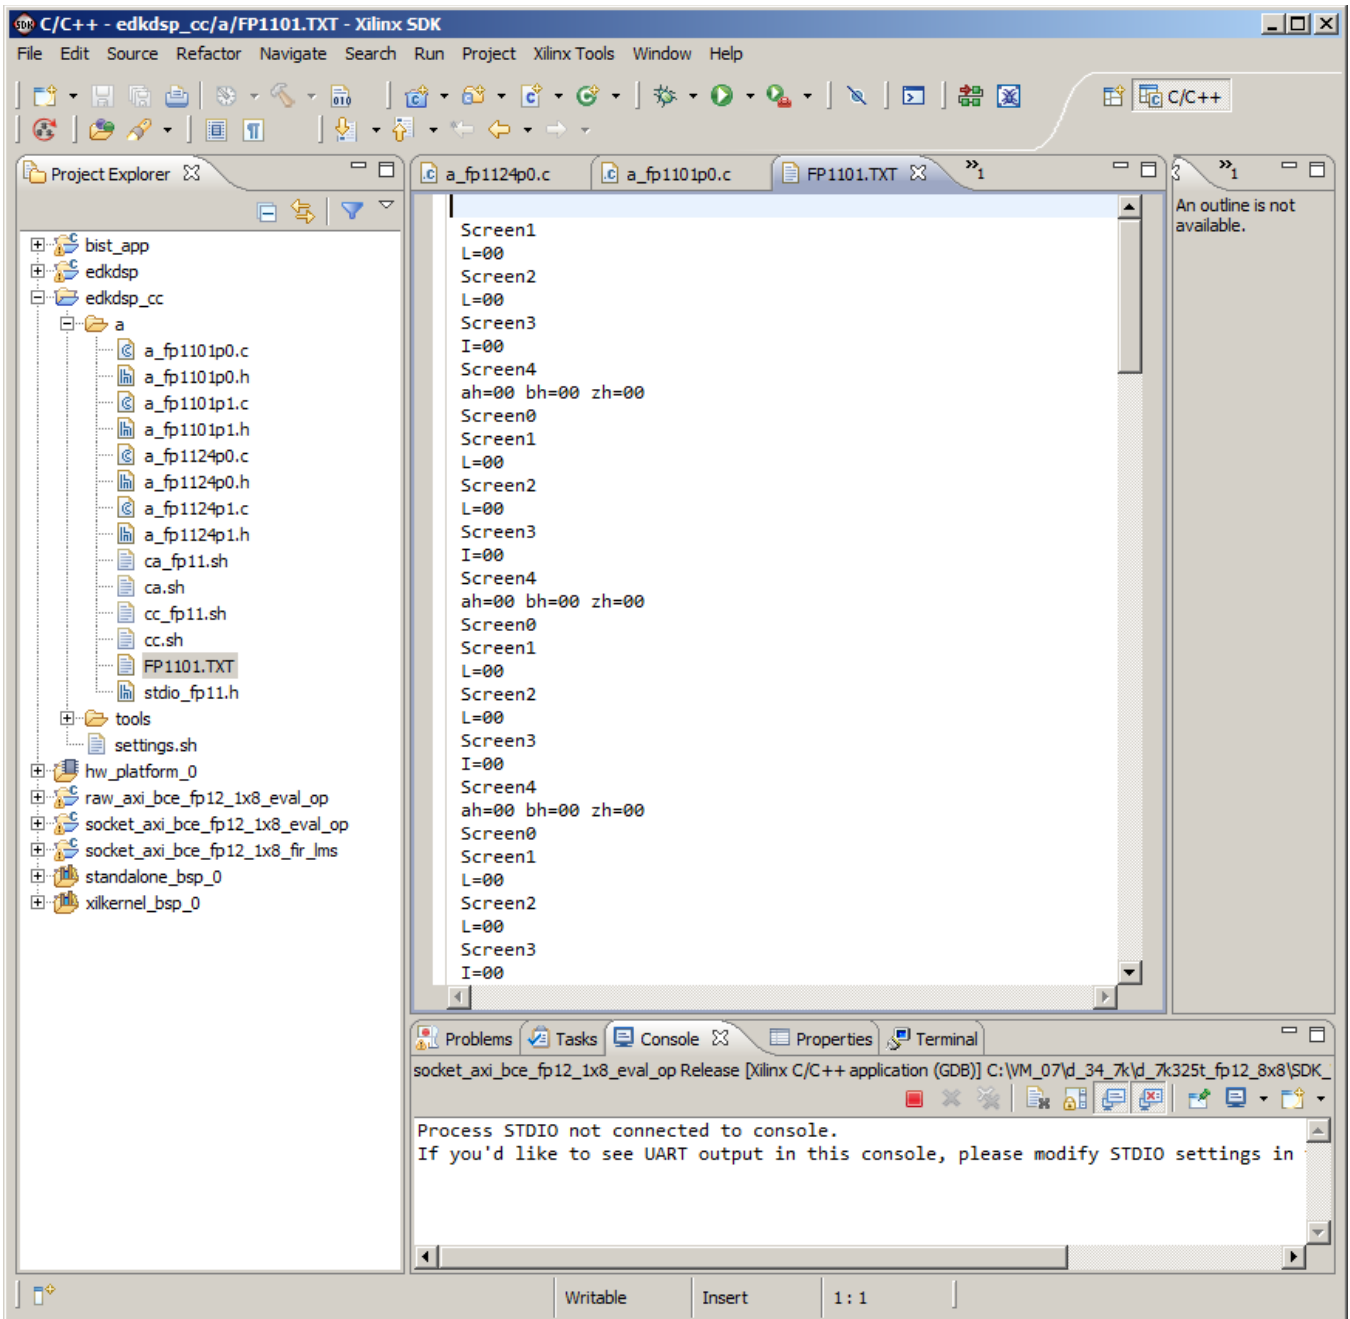 C/C++ - edkdsp_cc/a/FP1101.TXT - Xilinx SDK
File Edit Source Refactor Navigate Search Run Project Xilinx Tools Window Help
C/C++
Project Explorer
bist_app
edkdsp
edkdsp_cc
a
a_fp1101p0.c
a_fp1101p0.h
a_fp1101p1.c
a_fp1101p1.h
a_fp1124p0.c
a_fp1124p0.h
a_fp1124p1.c
a_fp1124p1.h
ca_fp11.sh
ca.sh
cc_fp11.sh
cc.sh
FP1101.TXT
stdio_fp11.h
tools
settings.sh
hw_platform_0
raw_axi_bce_fp12_1x8_eval_op
socket_axi_bce_fp12_1x8_eval_op
socket_axi_bce_fp12_1x8_fir_lms
standalone_bsp_0
xilkernel_bsp_0
a_fp1124p0.c a_fp1101p0.c FP1101.TXT »1
Screen1
L=00
Screen2
L=00
Screen3
I=00
Screen4
ah=00 bh=00 zh=00
Screen0
Screen1
L=00
Screen2
L=00
Screen3
I=00
Screen4
ah=00 bh=00 zh=00
Screen0
Screen1
L=00
Screen2
L=00
Screen3
I=00
Screen4
ah=00 bh=00 zh=00
Screen0
Screen1
L=00
Screen2
L=00
Screen3
I=00
»1
An outline is not
available.
Problems Tasks Console Properties Terminal
socket_axi_bce_fp12_1x8_eval_op Release [Xilinx C/C++ application (GDB)] C:\VM_07\d_34_7k\d_7k325t_fp12_8x8\SDK_
Process STDIO not connected to console.
If you'd like to see UART output in this console, please modify STDIO settings in
Writable Insert 1 : 1